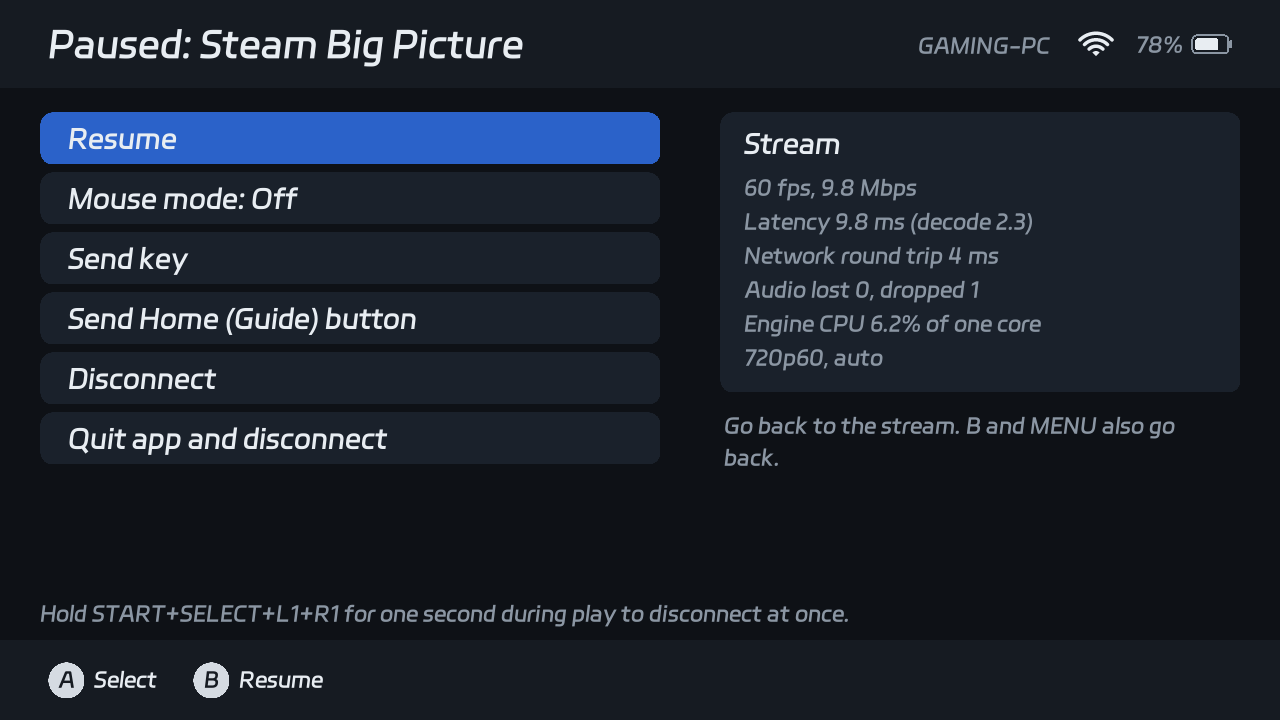 Paused: Steam Big Picture
GAMING-PC
78%
Resume
Mouse mode: Off
Send key
Send Home (Guide) button
Disconnect
Quit app and disconnect
Stream
60 fps, 9.8 Mbps
Latency 9.8 ms (decode 2.3)
Network round trip 4 ms
Audio lost 0, dropped 1
Engine CPU 6.2% of one core
720p60, auto
Go back to the stream. B and MENU also go
back.
Hold START+SELECT+L1+R1 for one second during play to disconnect at once.
A Select
B Resume